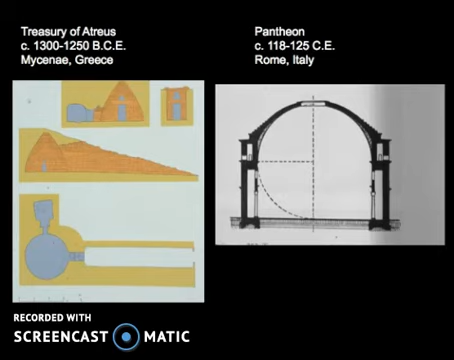 Treasury of Atreus
c. 1300-1250 B.C.E.
Mycenae, Greece
Pantheon
c. 118-125 C.E.
Rome, Italy
RECORDED WITH
SCREENCAST MATIC